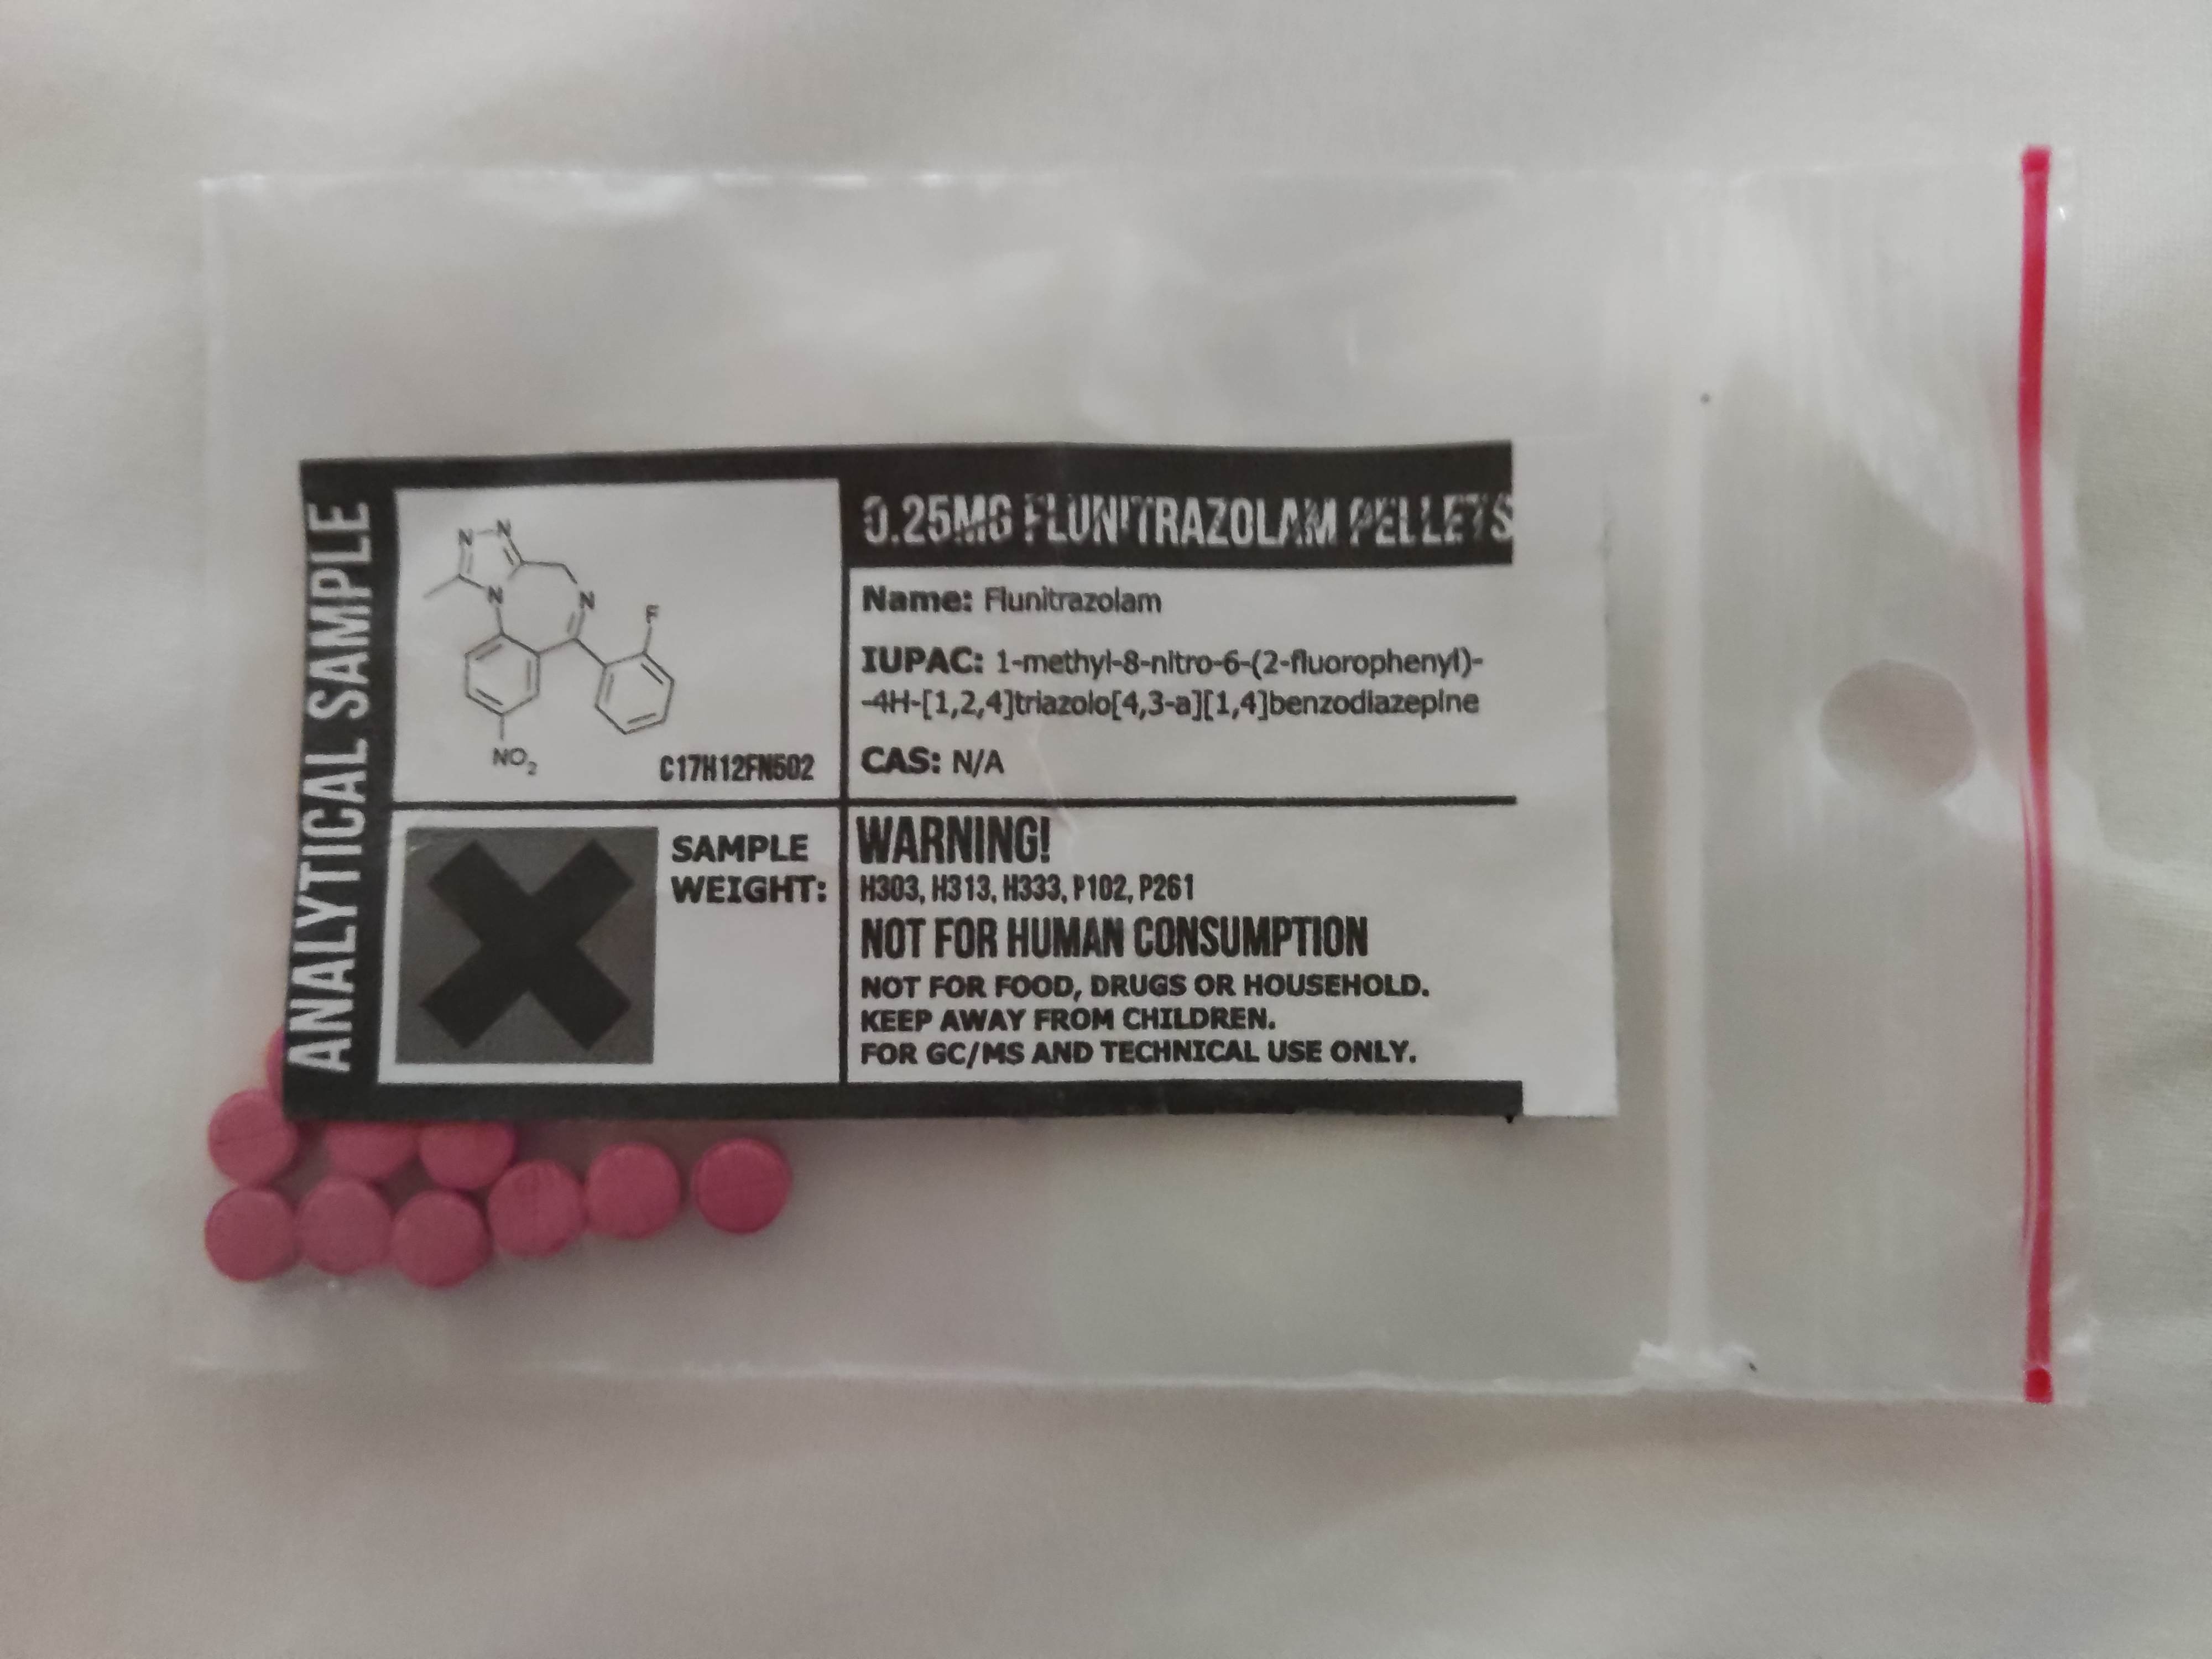 ANALYTICAL SAMPLE
N N
N
N
F
NO2
C17H12FN5O2
0.25MG FLUNITRAZOLAM PELLETS
Name: Flunitrazolam
IUPAC: 1-methyl-8-nitro-6-(2-fluorophenyl)-
-4H-[1,2,4]triazolo[4,3-a][1,4]benzodiazepine
CAS: N/A
SAMPLE
WEIGHT:
WARNING!
H303, H313, H333, P102, P261
NOT FOR HUMAN CONSUMPTION
NOT FOR FOOD, DRUGS OR HOUSEHOLD.
KEEP AWAY FROM CHILDREN.
FOR GC/MS AND TECHNICAL USE ONLY.